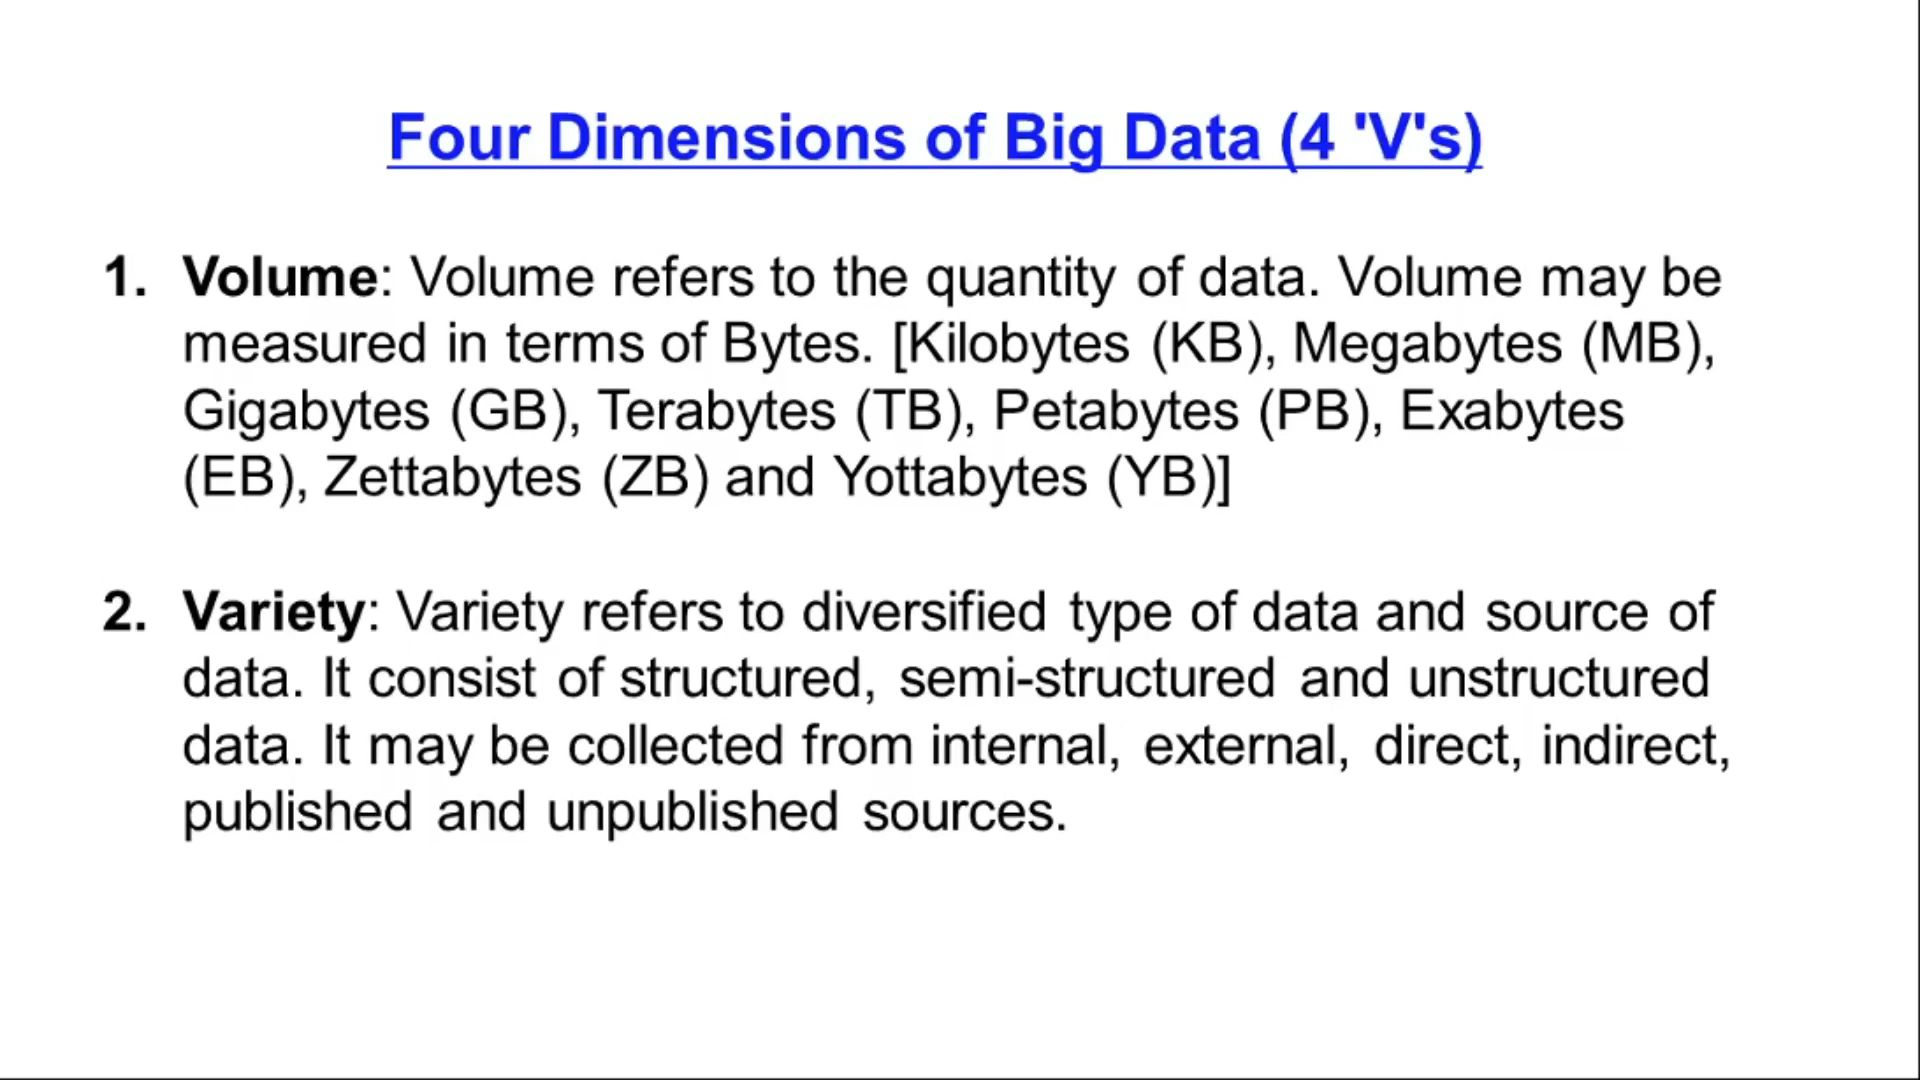 Four Dimensions of Big Data (4 'V's)
1. Volume: Volume refers to the quantity of data. Volume may be
measured in terms of Bytes. [Kilobytes (KB), Megabytes (MB),
Gigabytes (GB), Terabytes (TB), Petabytes (PB), Exabytes
(EB), Zettabytes (ZB) and Yottabytes (YB)]
2. Variety: Variety refers to diversified type of data and source of
data. It consist of structured, semi-structured and unstructured
data. It may be collected from internal, external, direct, indirect,
published and unpublished sources.